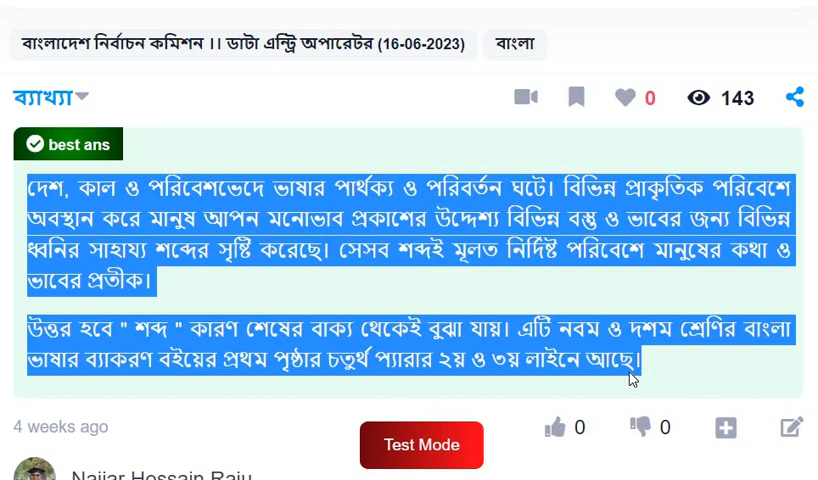 বাংলাদেশ নির্বাচন কমিশন ।। ডাটা এন্ট্রি অপারেটর (16-06-2023) বাংলা
ব্যাখ্যা 0 143
best ans
দেশ, কাল ও পরিবেশভেদে ভাষার পার্থক্য ও পরিবর্তন ঘটে। বিভিন্ন প্রাকৃতিক পরিবেশে
অবস্থান করে মানুষ আপন মনোভাব প্রকাশের উদ্দেশ্য বিভিন্ন বস্তু ও ভাবের জন্য বিভিন্ন
ধ্বনির সাহায্য শব্দের সৃষ্টি করেছে। সেসব শব্দই মূলত নির্দিষ্ট পরিবেশে মানুষের কথা ও
ভাবের প্রতীক।
উত্তর হবে " শব্দ " কারণ শেষের বাক্য থেকেই বুঝা যায়। এটি নবম ও দশম শ্রেণির বাংলা
ভাষার ব্যাকরণ বইয়ের প্রথম পৃষ্ঠার চতুর্থ প্যারার ২য় ও ৩য় লাইনে আছে।
4 weeks ago 0 0
Test Mode
Najjar Hossain Raju